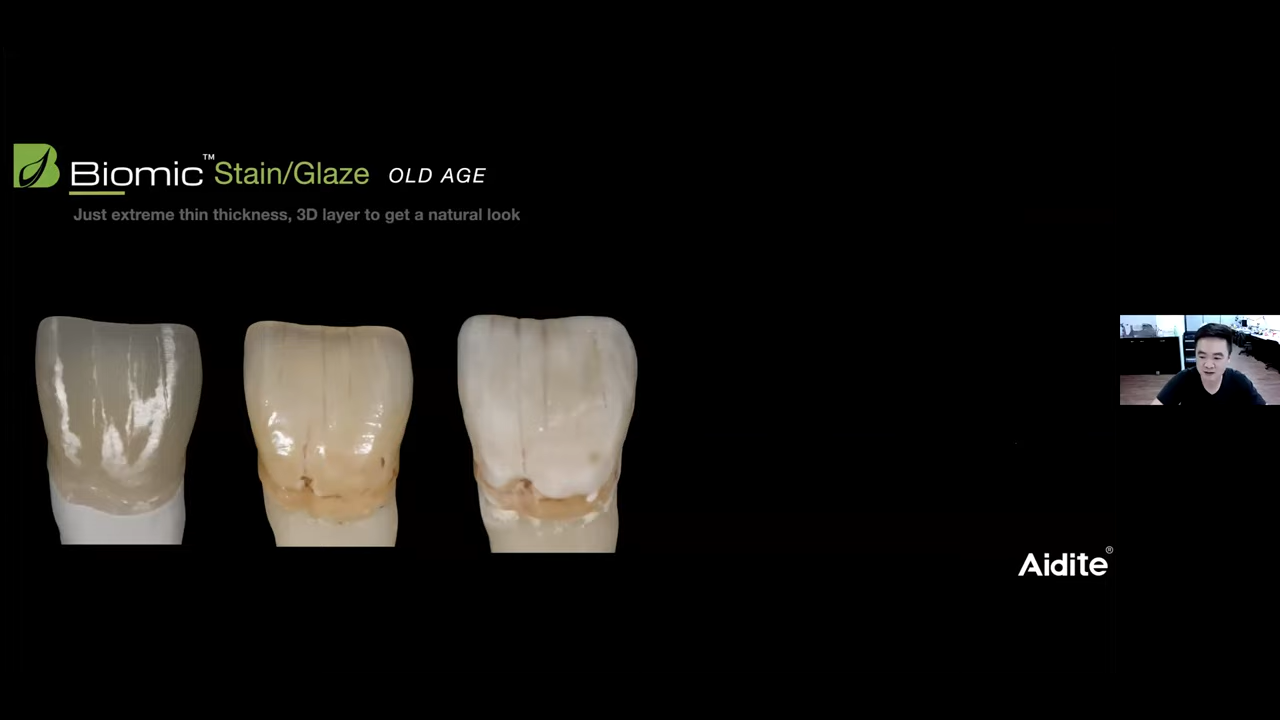 Biomic™ Stain/Glaze OLD AGE
Just extreme thin thickness, 3D layer to get a natural look
Aidite®